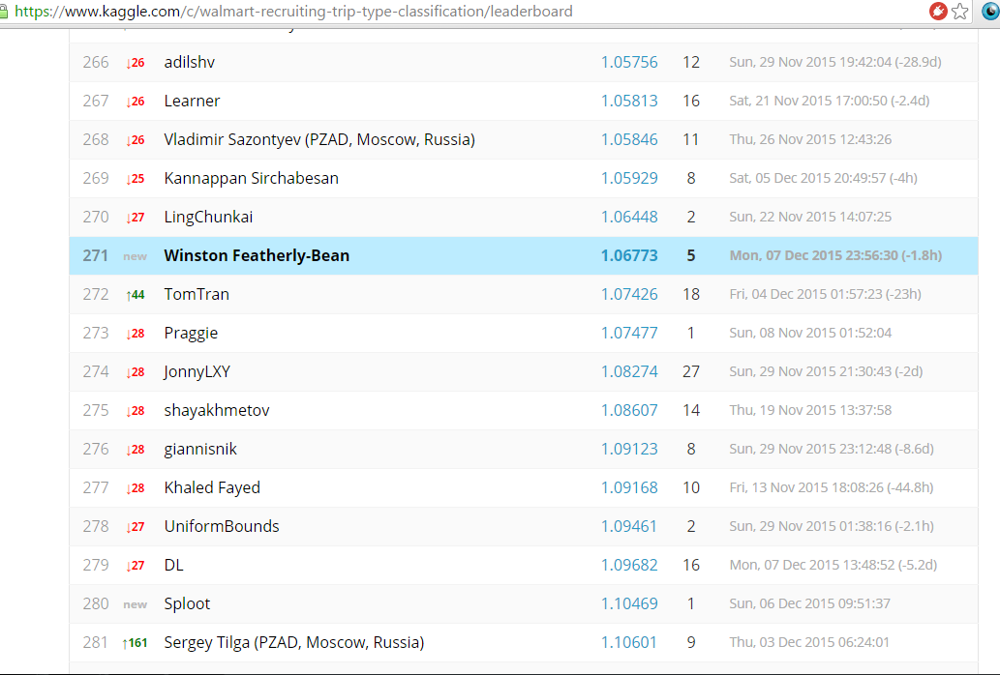 https://www.kaggle.com/c/walmart-recruiting-trip-type-classification/leaderboard
266 ↓26 adilshv 1.05756 12 Sun, 29 Nov 2015 19:42:04 (-28.9d)
267 ↓26 Learner 1.05813 16 Sat, 21 Nov 2015 17:00:50 (-2.4d)
268 ↓26 Vladimir Sazontyev (PZAD, Moscow, Russia) 1.05846 11 Thu, 26 Nov 2015 12:43:26
269 ↓25 Kannappan Sirchabesan 1.05929 8 Sat, 05 Dec 2015 20:49:57 (-4h)
270 ↓27 LingChunkai 1.06448 2 Sun, 22 Nov 2015 14:07:25
271 new Winston Featherly-Bean 1.06773 5 Mon, 07 Dec 2015 23:56:30 (-1.8h)
272 ↑44 TomTran 1.07426 18 Fri, 04 Dec 2015 01:57:23 (-23h)
273 ↓28 Praggie 1.07477 1 Sun, 08 Nov 2015 01:52:04
274 ↓28 JonnyLXY 1.08274 27 Sun, 29 Nov 2015 21:30:43 (-2d)
275 ↓28 shayakhmetov 1.08607 14 Thu, 19 Nov 2015 13:37:58
276 ↓28 giannisnik 1.09123 8 Sun, 29 Nov 2015 23:12:48 (-8.6d)
277 ↓28 Khaled Fayed 1.09168 10 Fri, 13 Nov 2015 18:08:26 (-44.8h)
278 ↓27 UniformBounds 1.09461 2 Sun, 29 Nov 2015 01:38:16 (-2.1h)
279 ↓27 DL 1.09682 16 Mon, 07 Dec 2015 13:48:52 (-5.2d)
280 new Sploot 1.10469 1 Sun, 06 Dec 2015 09:51:37
281 ↑161 Sergey Tilga (PZAD, Moscow, Russia) 1.10601 9 Thu, 03 Dec 2015 06:24:01